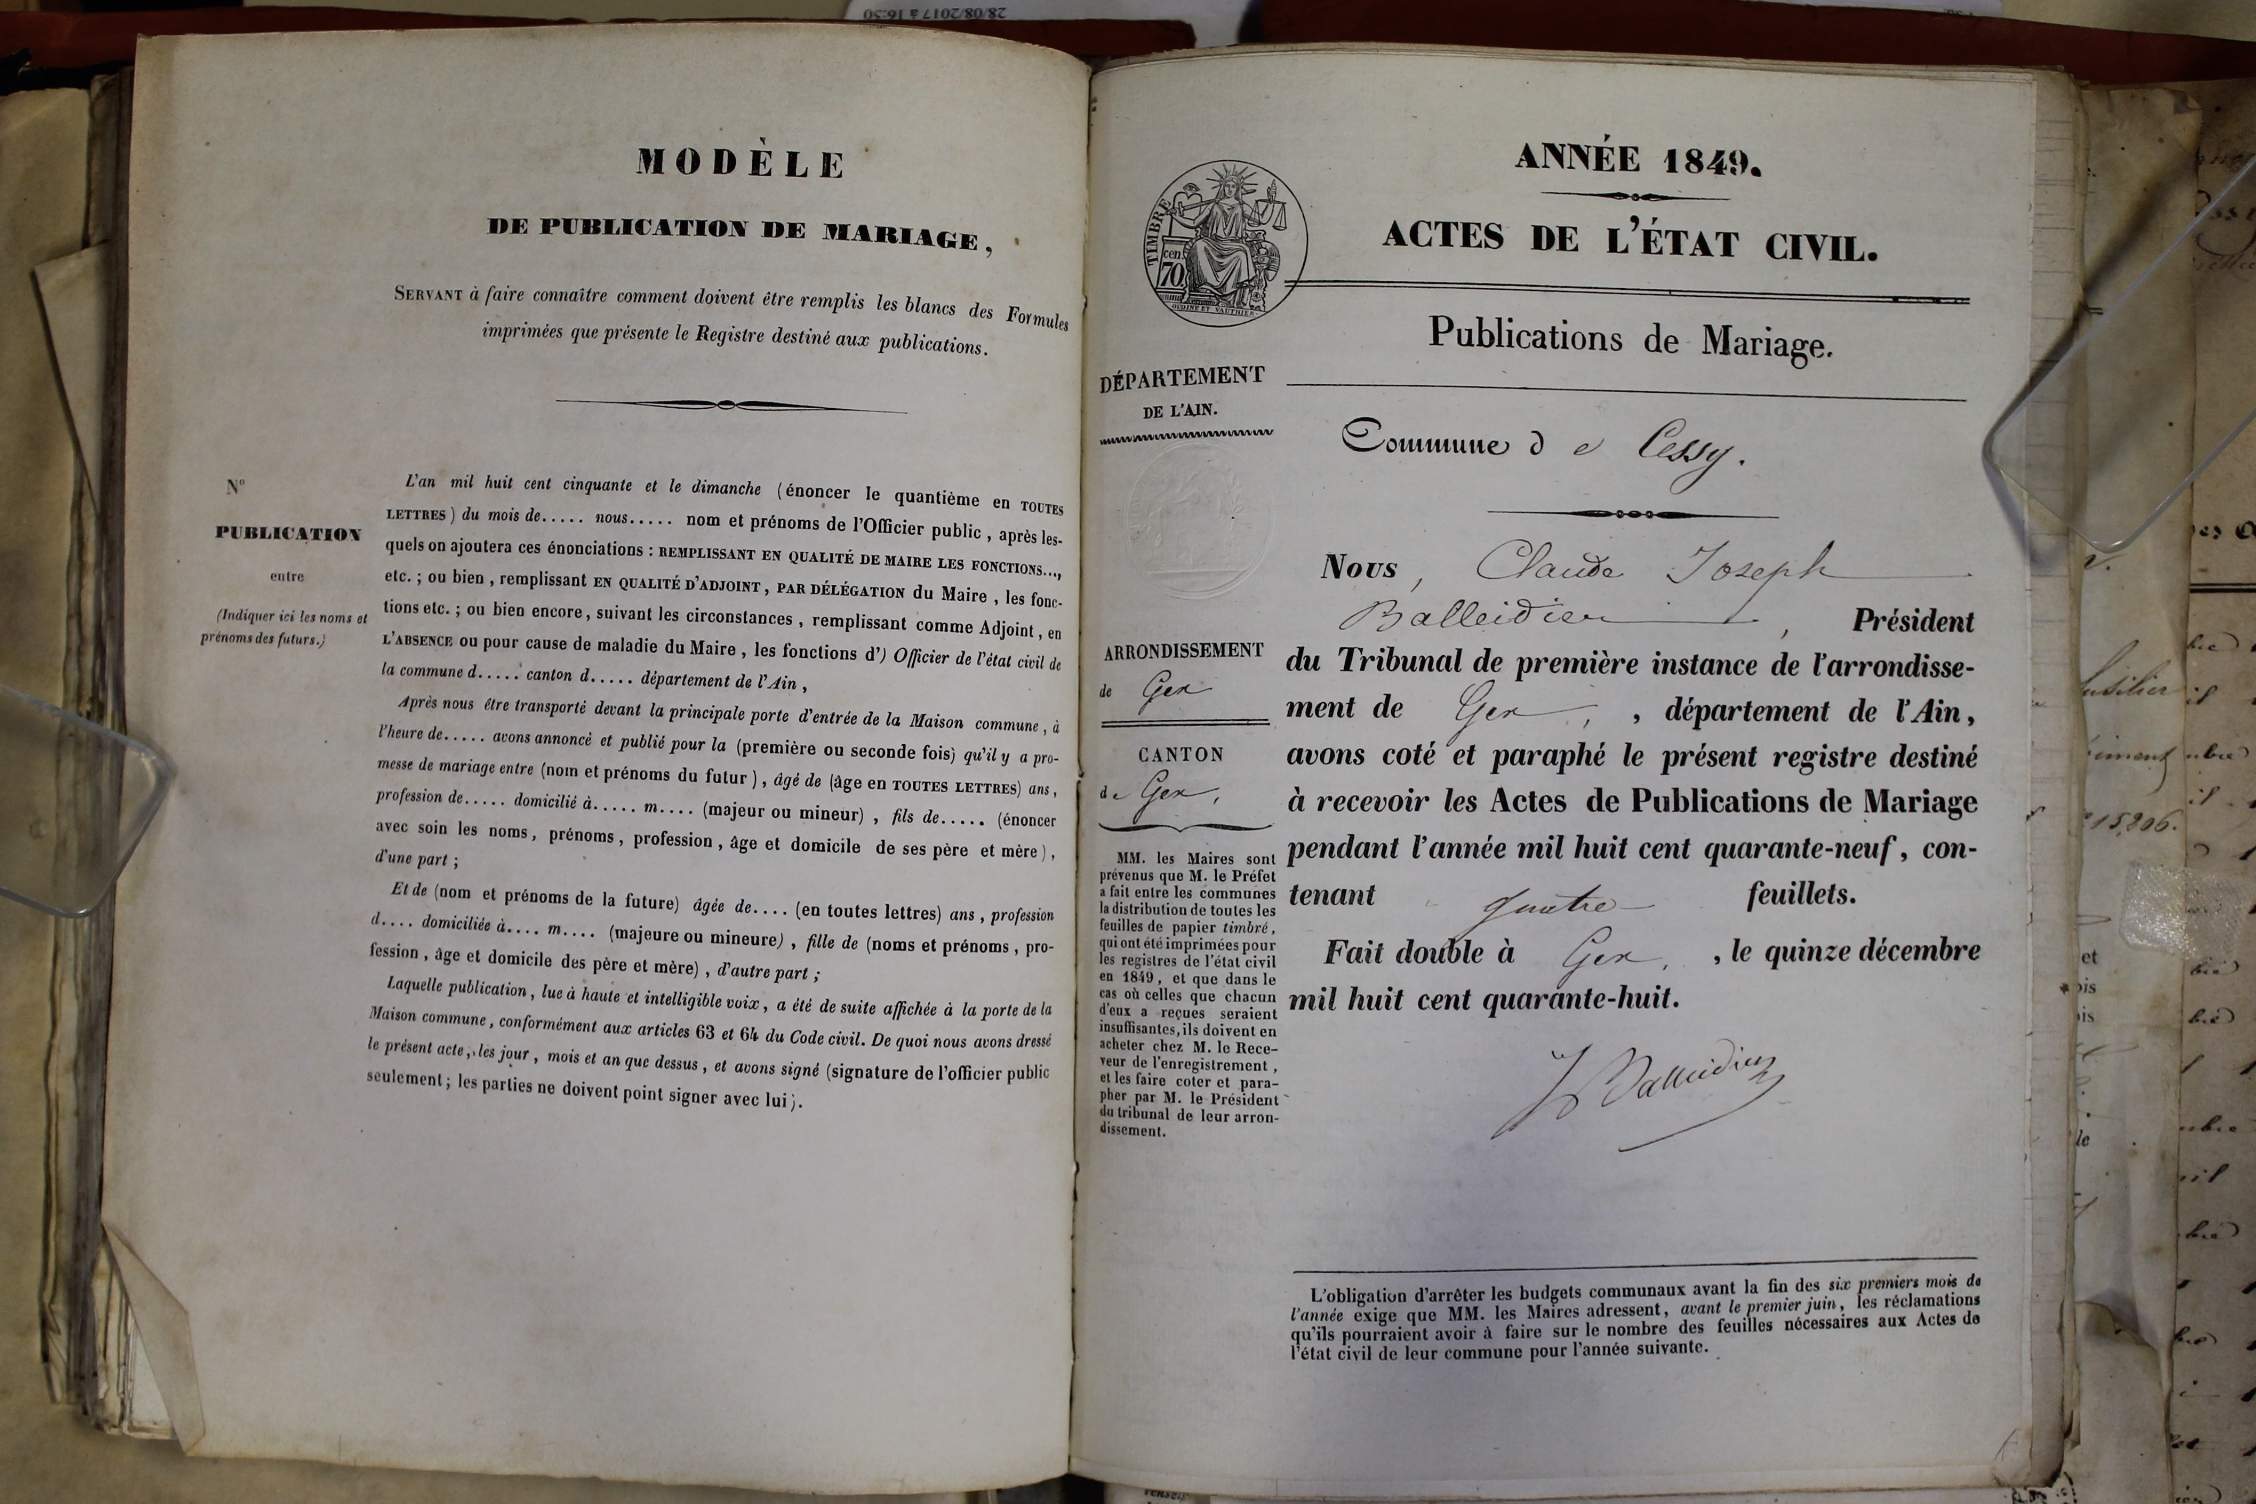 28/08/2017 à 16:50
MODÈLE
DE PUBLICATION DE MARIAGE,
SERVANT à faire connaître comment doivent être remplis les blancs des Formules
imprimées que présente le Registre destiné aux publications.
N°
PUBLICATION
entre
(Indiquer ici les noms et
prénoms des futurs.)
L'an mil huit cent cinquante et le dimanche (énoncer le quantième en TOUTES
LETTRES) du mois de..... nous..... nom et prénoms de l'Officier public, après les-
quels on ajoutera ces énonciations : REMPLISSANT EN QUALITÉ DE MAIRE LES FONCTIONS...,
etc. ; ou bien, remplissant EN QUALITÉ D'ADJOINT, PAR DÉLÉGATION du Maire, les fonc-
tions etc. ; ou bien encore, suivant les circonstances, remplissant comme Adjoint, en
L'ABSENCE ou pour cause de maladie du Maire, les fonctions d') Officier de l'état civil de
la commune d..... canton d..... département de l'Ain,
Après nous être transporté devant la principale porte d'entrée de la Maison commune, à
l'heure de..... avons annoncé et publié pour la (première ou seconde fois) qu'il y a pro-
messe de mariage entre (nom et prénoms du futur), âgé de (âge en TOUTES LETTRES) ans,
profession de..... domicilié à..... m.... (majeur ou mineur), fils de..... (énoncer
avec soin les noms, prénoms, profession, âge et domicile de ses père et mère),
d'une part ;
Et de (nom et prénoms de la future) âgée de.... (en toutes lettres) ans, profession
d.... domiciliée à.... m.... (majeure ou mineure), fille de (noms et prénoms, pro-
fession, âge et domicile des père et mère), d'autre part ;
Laquelle publication, lue à haute et intelligible voix, a été de suite affichée à la porte de la
Maison commune, conformément aux articles 63 et 64 du Code civil. De quoi nous avons dressé
le présent acte, les jour, mois et an que dessus, et avons signé (signature de l'officier public
seulement; les parties ne doivent point signer avec lui).
ANNÉE 1849.
ACTES DE L'ÉTAT CIVIL.
TIMBRE
cen.
70
OUDINÉ ET VAUTHIER
Publications de Mariage.
DÉPARTEMENT
DE L'AIN.
Commune d e Cessy.
ARRONDISSEMENT
de Gex
CANTON
de Gex,
MM. les Maires sont
prévenus que M. le Préfet
a fait entre les communes
la distribution de toutes les
feuilles de papier timbré,
qui ont été imprimées pour
les registres de l'état civil
en 1849, et que dans le
cas où celles que chacun
d'eux a reçues seraient
insuffisantes, ils doivent en
acheter chez M. le Rece-
veur de l'enregistrement,
et les faire coter et para-
pher par M. le Président
du tribunal de leur arron-
dissement.
Nous, Claude Joseph
Balleidier, Président
du Tribunal de première instance de l'arrondisse-
ment de Gex, , département de l'Ain,
avons coté et paraphé le présent registre destiné
à recevoir les Actes de Publications de Mariage
pendant l'année mil huit cent quarante-neuf, con-
tenant quatre feuillets.
Fait double à Gex, , le quinze décembre
mil huit cent quarante-huit.
Balleidier
L'obligation d'arrêter les budgets communaux avant la fin des six premiers mois de
l'année exige que MM. les Maires adressent, avant le premier juin, les réclamations
qu'ils pourraient avoir à faire sur le nombre des feuilles nécessaires aux Actes de
l'état civil de leur commune pour l'année suivante.